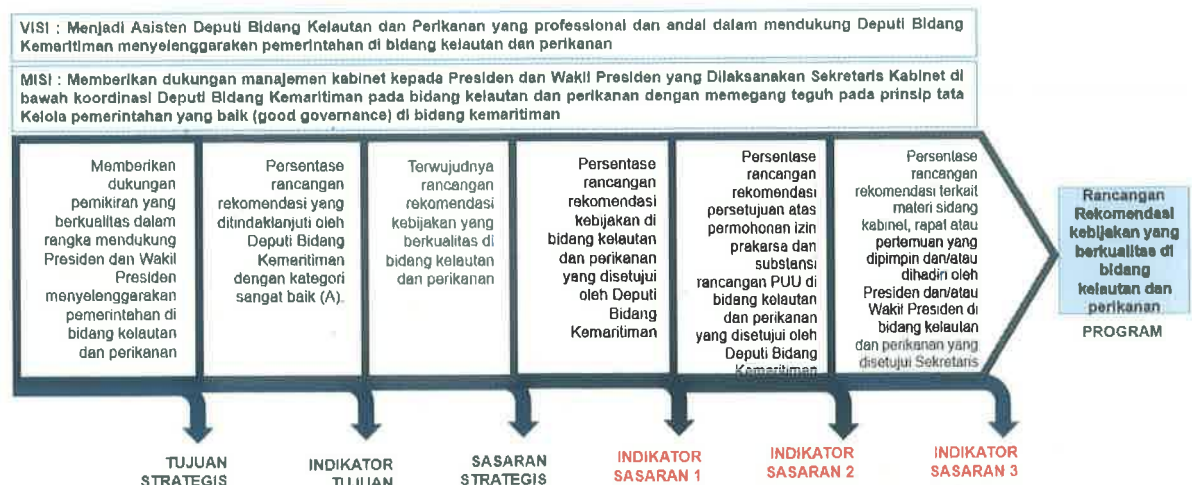 VISI : Menjadi Asisten Deputi Bidang Kelautan dan Perikanan yang professional dan andal dalam mendukung Deputi Bidang
Kemaritiman menyelenggarakan pemerintahan di bidang kelautan dan perikanan
MISI : Memberikan dukungan manajemen kabinet kepada Presiden dan Wakil Presiden yang Dilaksanakan Sekretaris Kabinet di
bawah koordinasi Deputi Bidang Kemaritiman pada bidang kelautan dan perikanan dengan memegang teguh pada prinsip tata
Kelola pemerintahan yang baik (good governance) di bidang kemaritiman
Memberikan
dukungan
pemikiran yang
berkualitas dalam
rangka mendukung
Presiden dan Wakil
Presiden
menyelenggarakan
pemerintahan di
bidang kelautan
dan perikanan
Persentase
rancangan
rekomendasi yang
ditindaklanjuti oleh
Deputi Bidang
Kemaritiman
dengan kategori
sangat baik (A).
Terwujudnya
rancangan
rekomendasi
kebijakan yang
berkualitas di
bidang kelautan
dan perikanan
Persentase
rancangan
rekomendasi
kebijakan di
bidang kelautan
dan perikanan
yang disetujui
oleh Deputi
Bidang
Kemaritiman
Persentase
rancangan
rekomendasi
persetujuan atas
permohonan izin
prakarsa dan
substansi
rancangan PUU di
bidang kelautan
dan perikanan
yang disetujui oleh
Deputi Bidang
Kemaritiman
Persentase
rancangan
rekomendasi terkait
materi sidang
kabinet, rapat atau
pertemuan yang
dipimpin dan/atau
dihadiri oleh
Presiden dan/atau
Wakil Presiden di
bidang kelautan
dan perikanan yang
disetujui Sekretaris
Rancangan
Rekomendasi
kebijakan yang
berkualitas di
bidang
kelautan dan
perikanan
PROGRAM
TUJUAN
STRATEGIS
INDIKATOR
TUJUAN
SASARAN
STRATEGIS
INDIKATOR
SASARAN 1
INDIKATOR
SASARAN 2
INDIKATOR
SASARAN 3